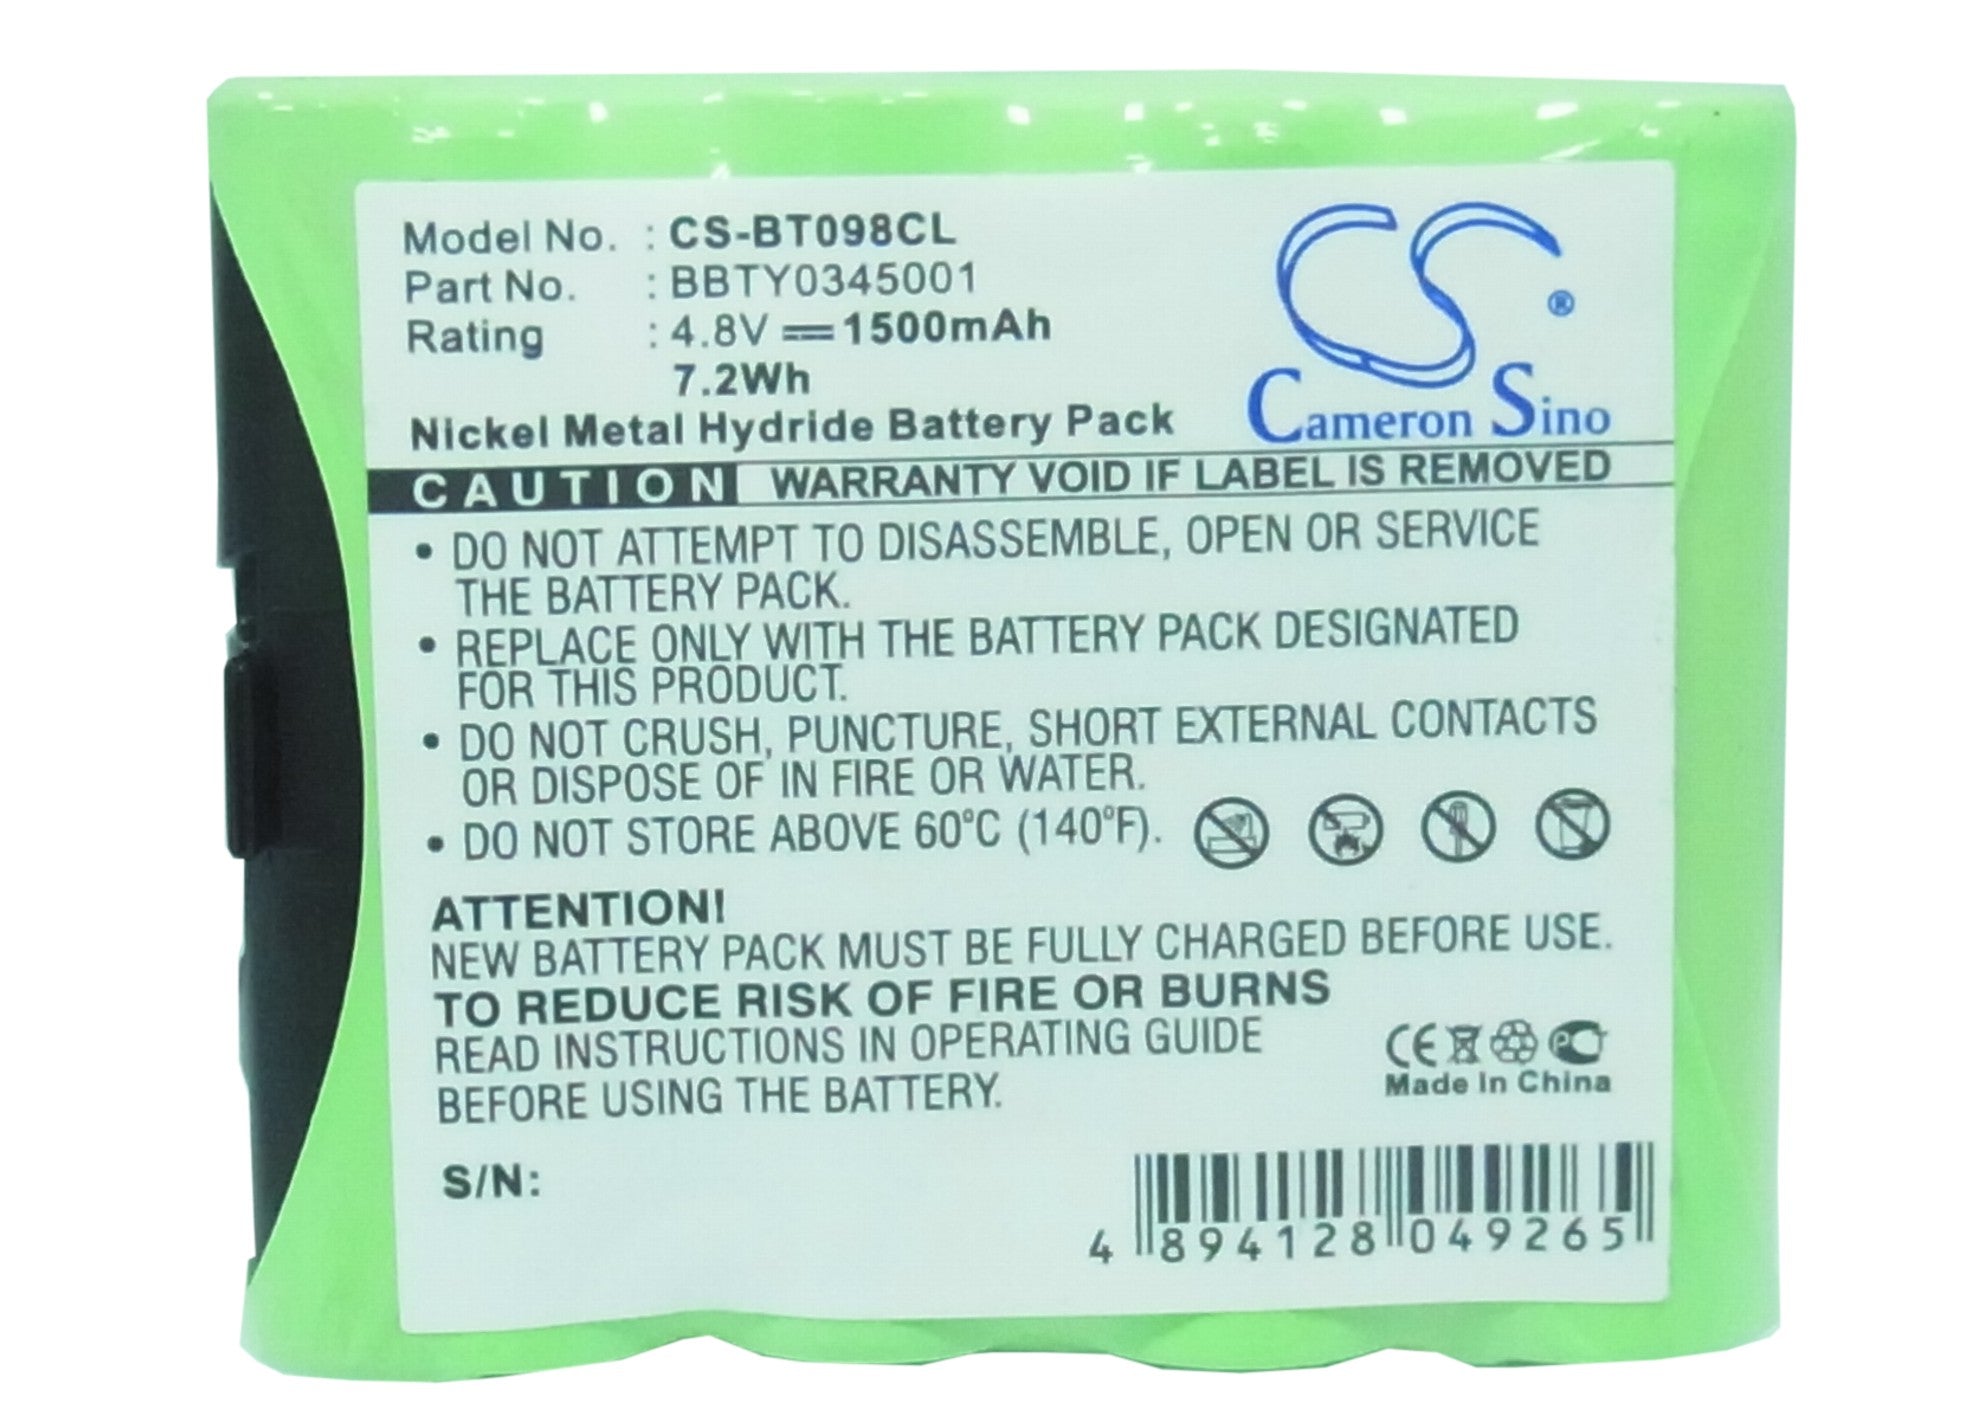 Model No. : CS-BT098CL
Part No. : BBTY0345001
Rating : 4.8V ⎓ 1500mAh
7.2Wh
Nickel Metal Hydride Battery Pack
CS ®
Cameron Sino
CAUTION WARRANTY VOID IF LABEL IS REMOVED
• DO NOT ATTEMPT TO DISASSEMBLE, OPEN OR SERVICE
THE BATTERY PACK.
• REPLACE ONLY WITH THE BATTERY PACK DESIGNATED
FOR THIS PRODUCT.
• DO NOT CRUSH, PUNCTURE, SHORT EXTERNAL CONTACTS
OR DISPOSE OF IN FIRE OR WATER.
• DO NOT STORE ABOVE 60°C (140°F).
ATTENTION!
NEW BATTERY PACK MUST BE FULLY CHARGED BEFORE USE.
TO REDUCE RISK OF FIRE OR BURNS
READ INSTRUCTIONS IN OPERATING GUIDE
BEFORE USING THE BATTERY.
CE
Made In China
S/N:
4 894128 049265